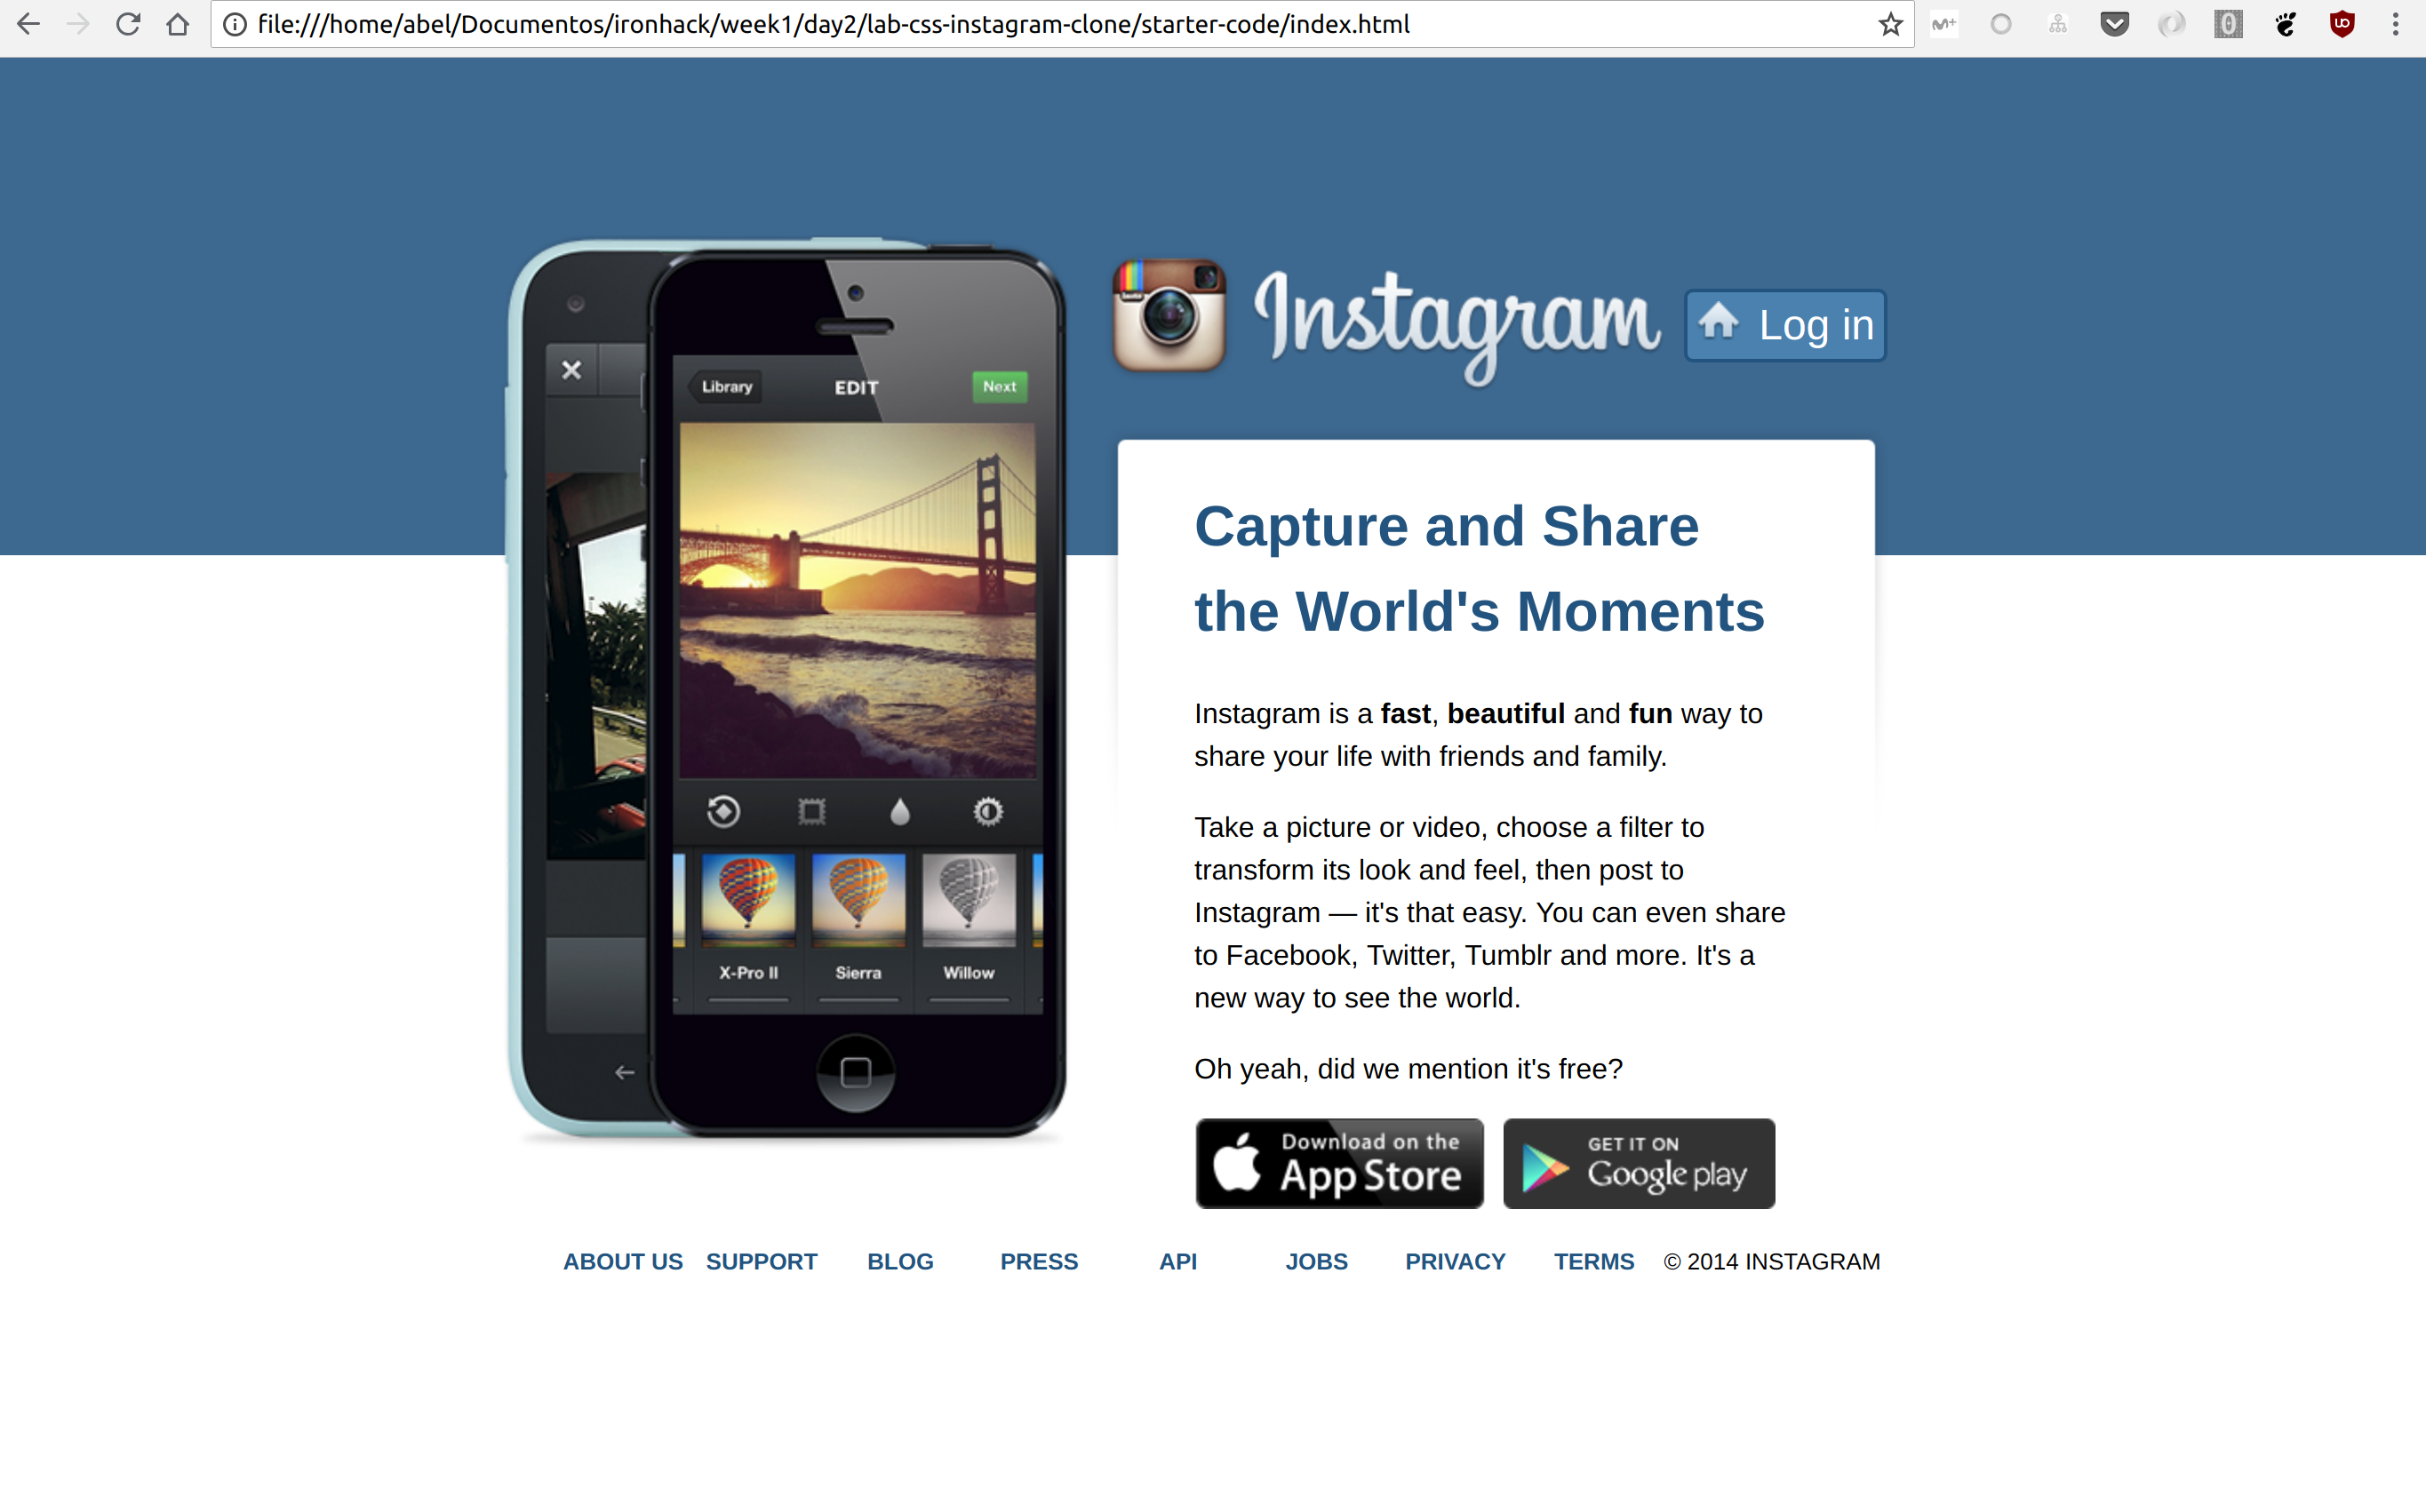 file:///home/abel/Documentos/ironhack/week1/day2/lab-css-instagram-clone/starter-code/index.html
Instagram
Log in
Library
EDIT
Next
X-Pro II
Sierra
Willow
Capture and Share
the World's Moments
Instagram is a fast, beautiful and fun way to
share your life with friends and family.
Take a picture or video, choose a filter to
transform its look and feel, then post to
Instagram — it's that easy. You can even share
to Facebook, Twitter, Tumblr and more. It's a
new way to see the world.
Oh yeah, did we mention it's free?
Download on the
App Store
GET IT ON
Google play
ABOUT US SUPPORT BLOG PRESS API JOBS PRIVACY TERMS © 2014 INSTAGRAM